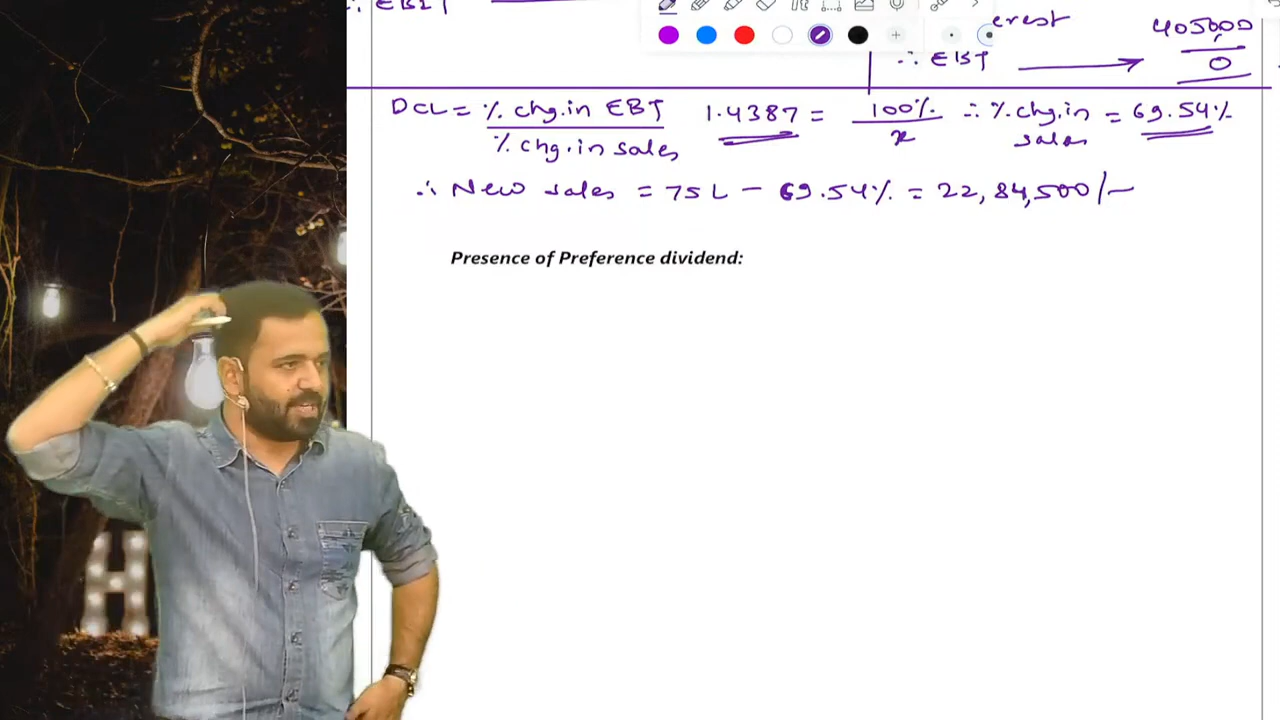 ∴ EBIT
erest 405000
∴ EBT → 0
DCL = % chg.in EBT 1.4387 = 100% ∴ % chg.in = 69.54%
% chg.in sales x sales
∴ New sales = 75 L - 69.54% = 22,84,500/-
Presence of Preference dividend:
H